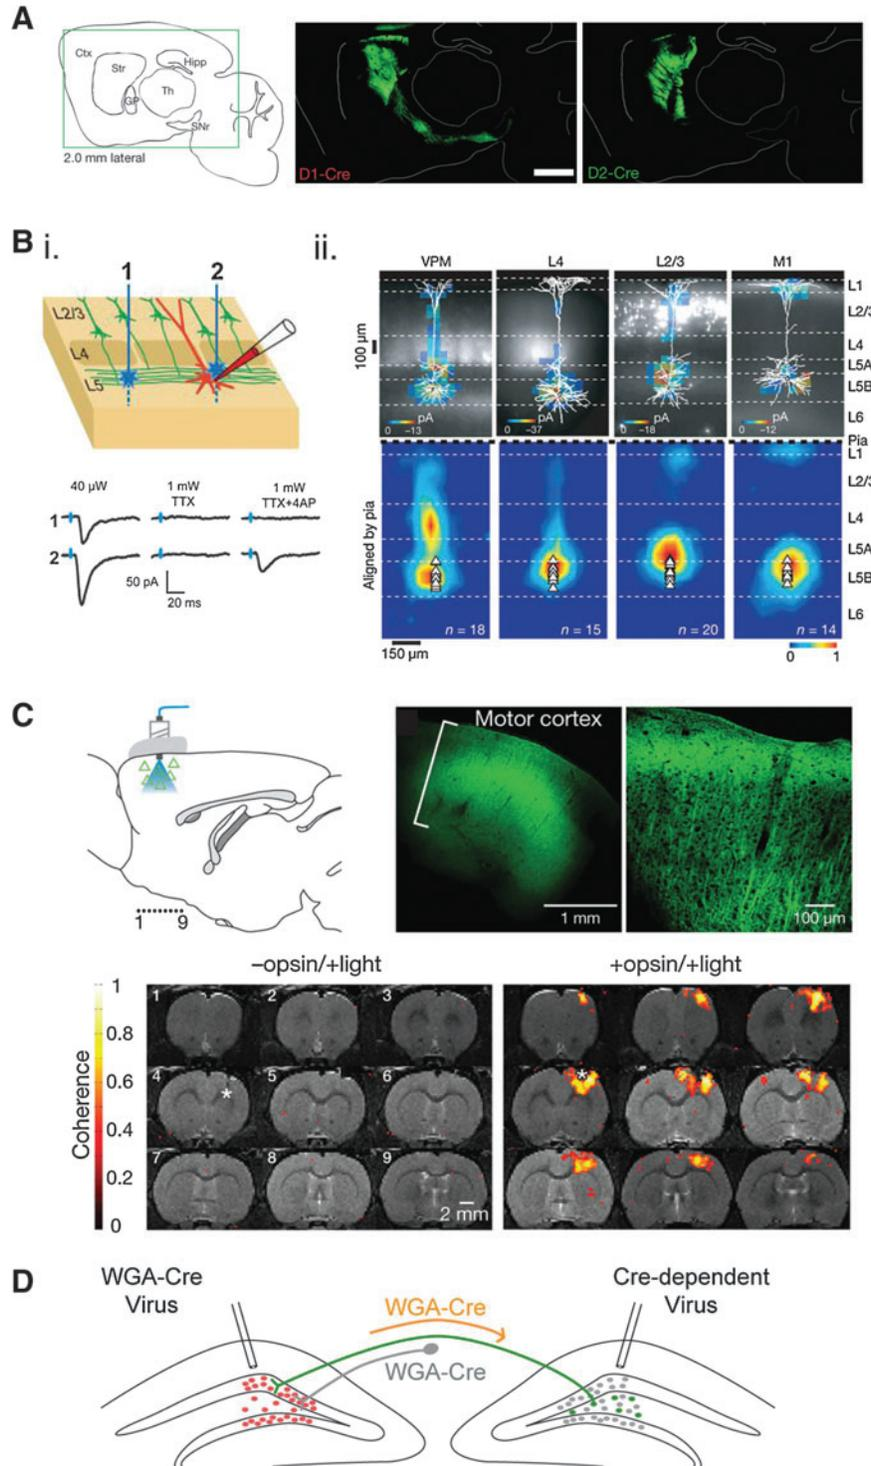 A
Ctx
Str
Hipp
GP
Th
SNr
2.0 mm lateral
D1-Cre
D2-Cre
B
i.
1
2
L2/3
L4
L5
40 µW
1 mW
TTX
1 mW
TTX+4AP
1
2
50 pA
20 ms
ii.
VPM
L4
L2/3
M1
100 µm
pA
0 −13
pA
0 −37
pA
0 −18
pA
0 −12
L1
L2/3
L4
L5A
L5B
L6
Pia
L1
L2/3
L4
L5A
L5B
L6
Aligned by pia
n = 18
n = 15
n = 20
n = 14
150 µm
0 1
C
1 9
Motor cortex
1 mm
100 µm
−opsin/+light
+opsin/+light
Coherence
1
0.8
0.6
0.4
0.2
0
1
2
3
4
*
5
6
7
8
9
2 mm
*
D
WGA-Cre
Virus
Cre-dependent
Virus
WGA-Cre
WGA-Cre